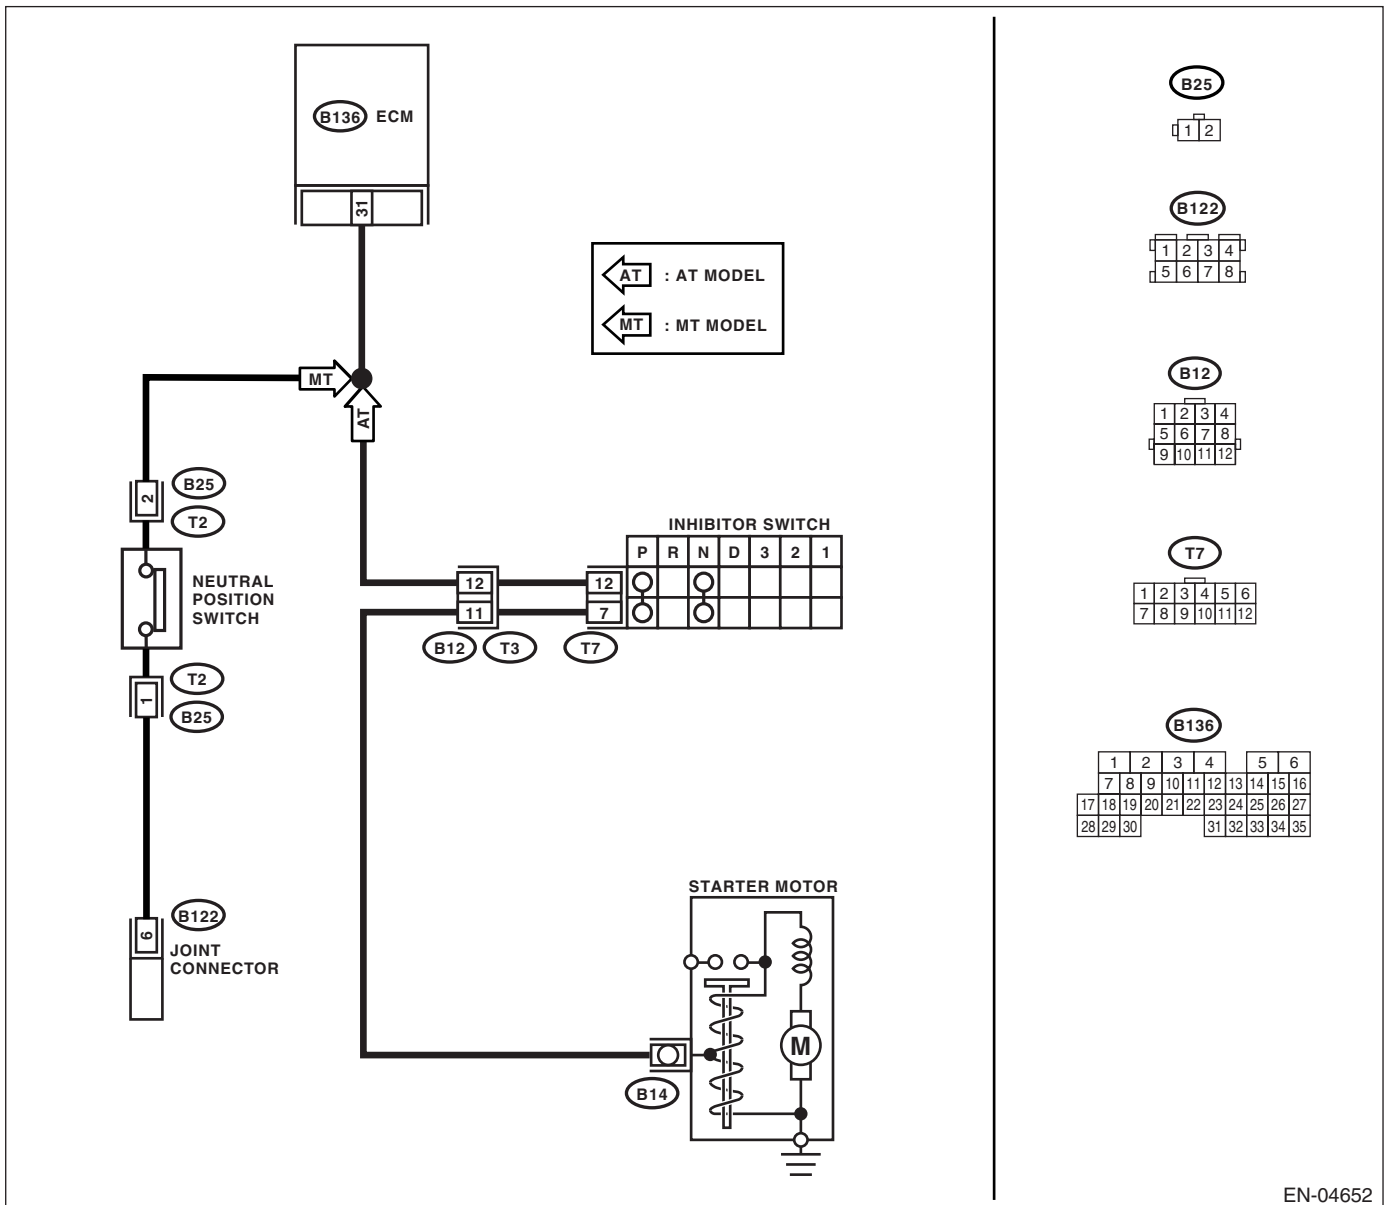 B136 ECM
31
AT : AT MODEL
MT : MT MODEL
MT
AT
2
B25
T2
NEUTRAL
POSITION
SWITCH
T2
1
B25
B122
6
JOINT
CONNECTOR
INHIBITOR SWITCH
P R N D 3 2 1
12 12
11 7
B12 T3 T7
STARTER MOTOR
M
B14
B25
1 2
B122
1 2 3 4
5 6 7 8
B12
1 2 3 4
5 6 7 8
9 10 11 12
T7
1 2 3 4 5 6
7 8 9 10 11 12
B136
1 2 3 4 5 6
7 8 9 10 11 12 13 14 15 16
17 18 19 20 21 22 23 24 25 26 27
28 29 30 31 32 33 34 35
EN-04652